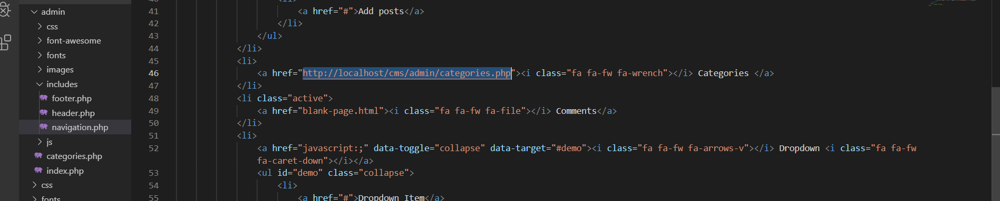 admin
css
font-awesome
fonts
images
includes
footer.php
header.php
navigation.php
js
categories.php
index.php
css
fonts
40 <li>
41 <a href="#">Add posts</a>
42 </li>
43 </ul>
44 </li>
45 <li>
46 <a href="http://localhost/cms/admin/categories.php"><i class="fa fa-fw fa-wrench"></i> Categories </a>
47 </li>
48 <li class="active">
49 <a href="blank-page.html"><i class="fa fa-fw fa-file"></i> Comments</a>
50 </li>
51 <li>
52 <a href="javascript:;" data-toggle="collapse" data-target="#demo"><i class="fa fa-fw fa-arrows-v"></i> Dropdown <i class="fa fa-fw
fa-caret-down"></i></a>
53 <ul id="demo" class="collapse">
54 <li>
55 <a href="#">Dropdown Item</a>